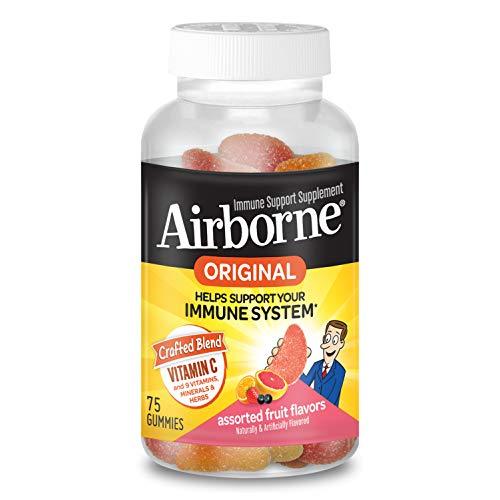 Immune Support Supplement
Airborne®
ORIGINAL
HELPS SUPPORT YOUR
IMMUNE SYSTEM*
Crafted Blend
VITAMIN C
and 9 VITAMINS,
MINERALS &
HERBS
75
GUMMIES
assorted fruit flavors
Naturally & Artificially Flavored